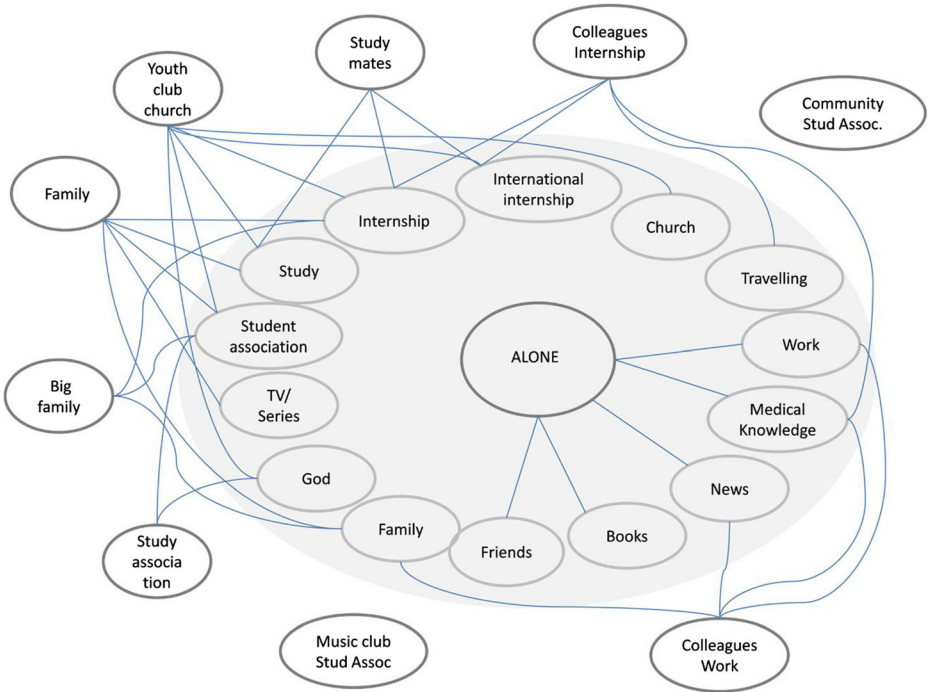 Colleagues
Internship
Study
mates
Youth
club
church
Community
Stud Assoc.
Family
International
internship
Internship
Church
Study
Travelling
Student
association
Work
ALONE
Big
family
TV/
Series
Medical
Knowledge
God
News
Family
Friends
Books
Study
associa
tion
Music club
Stud Assoc
Colleagues
Work